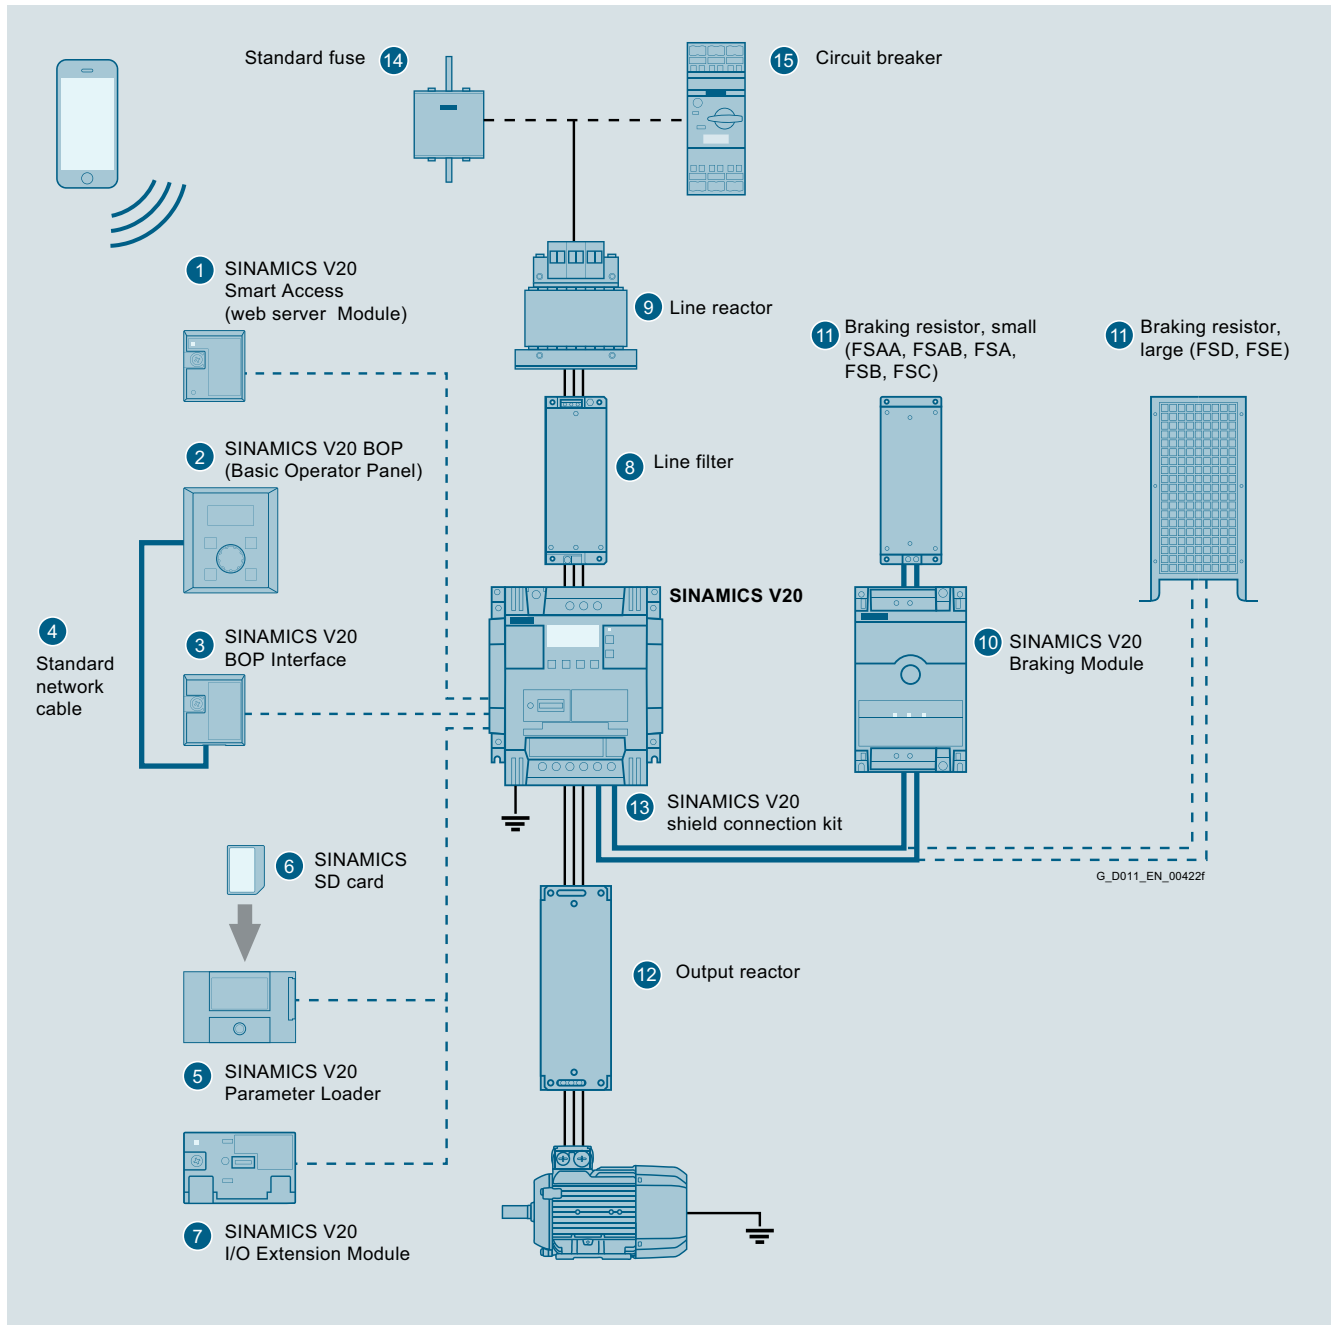 Standard fuse 14
15 Circuit breaker
1 SINAMICS V20
Smart Access
(web server Module)
9 Line reactor
11 Braking resistor, small
(FSAA, FSAB, FSA,
FSB, FSC)
11 Braking resistor,
large (FSD, FSE)
2 SINAMICS V20 BOP
(Basic Operator Panel)
8 Line filter
SINAMICS V20
4
Standard
network
cable
3 SINAMICS V20
BOP Interface
10 SINAMICS V20
Braking Module
13 SINAMICS V20
shield connection kit
6 SINAMICS
SD card
G_D011_EN_00422f
12 Output reactor
5 SINAMICS V20
Parameter Loader
7 SINAMICS V20
I/O Extension Module